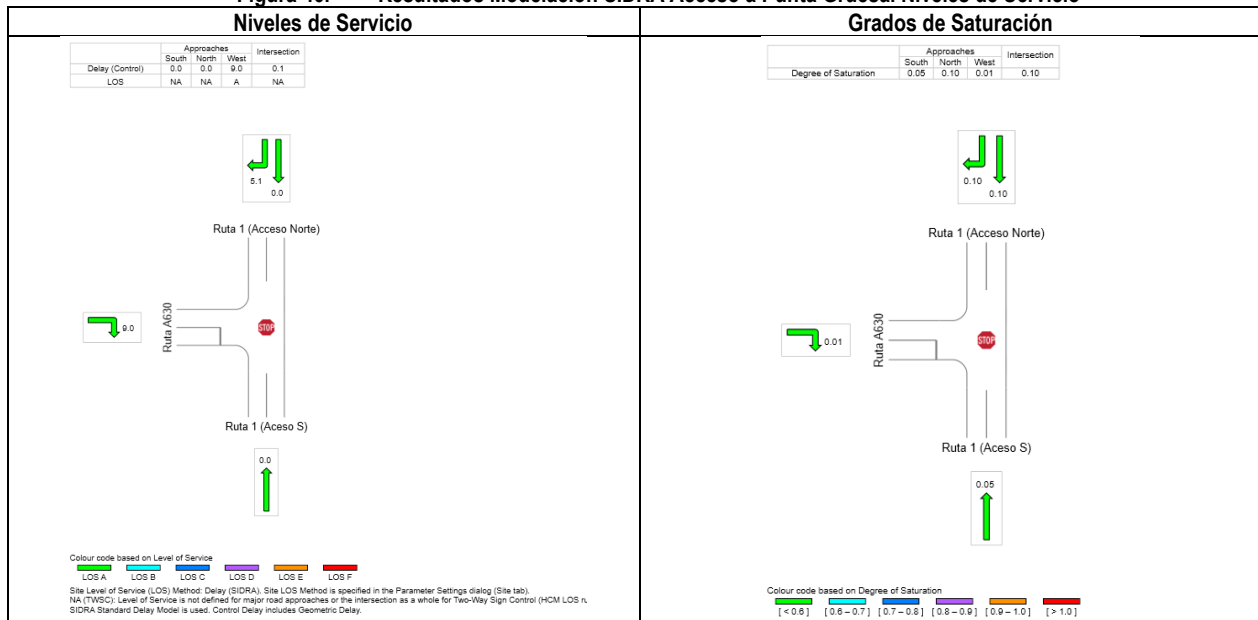 Figura 49. Resultados Modelación SIDRA Acceso a Punta Gruesa. Niveles de Servicio
Niveles de Servicio
Approaches Intersection
South North West
Delay (Control) 0.0 0.0 9.0 0.1
LOS NA NA A NA
5.1
0.0
Ruta 1 (Acceso Norte)
9.0
Ruta A630
STOP
Ruta 1 (Aceso S)
0.0
Colour code based on Level of Service
LOS A LOS B LOS C LOS D LOS E LOS F
Site Level of Service (LOS) Method: Delay (SIDRA). Site LOS Method is specified in the Parameter Settings dialog (Site tab).
NA (TWSC): Level of Service is not defined for major road approaches or the intersection as a whole for Two-Way Sign Control (HCM LOS
SIDRA Standard Delay Model is used. Control Delay includes Geometric Delay.
Grados de Saturación
Approaches Intersection
South North West
Degree of Saturation 0.05 0.10 0.01 0.10
0.10
0.10
Ruta 1 (Acceso Norte)
0.01
Ruta A630
STOP
Ruta 1 (Aceso S)
0.05
Colour code based on Degree of Saturation
[ < 0.6 ] [ 0.6 – 0.7 ] [ 0.7 – 0.8 ] [ 0.8 – 0.9 ] [ 0.9 – 1.0 ] [ > 1.0 ]